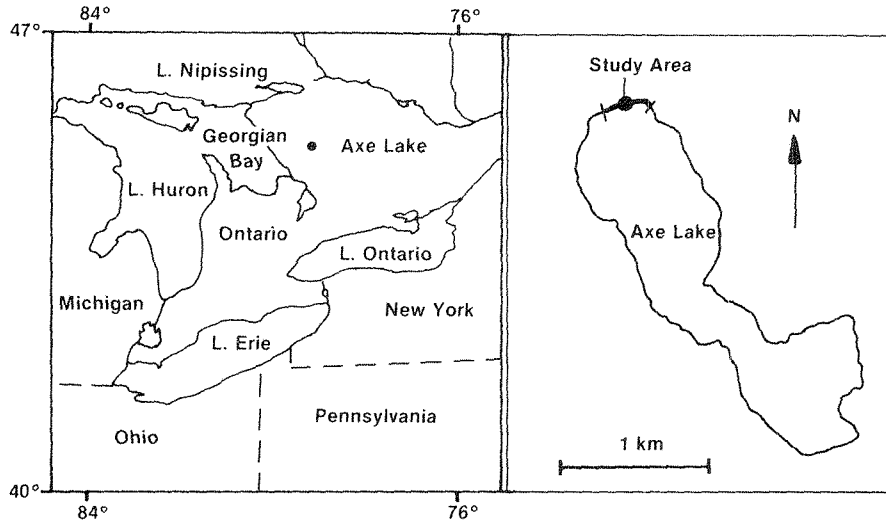 84°
76°
47°
L. Nipissing
Georgian
Bay
Axe Lake
L. Huron
Ontario
L. Ontario
Michigan
New York
L. Erie
Pennsylvania
Ohio
40°
84°
76°
Study Area
N
Axe Lake
1 km